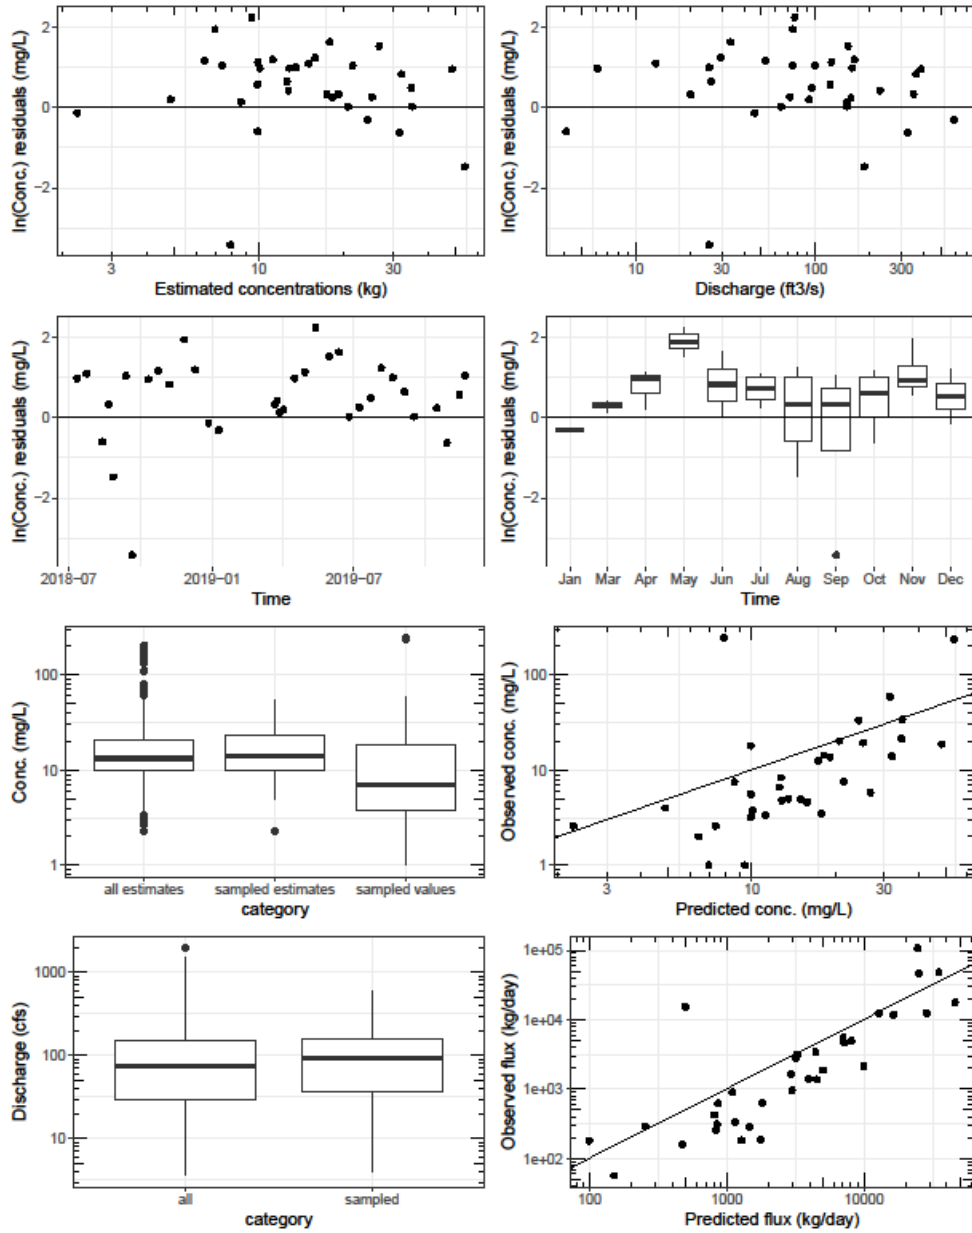 2
0
−2
ln(Conc.) residuals (mg/L)
3
10
30
Estimated concentrations (kg)
2
0
−2
ln(Conc.) residuals (mg/L)
10
30
100
300
Discharge (ft3/s)
2
0
−2
ln(Conc.) residuals (mg/L)
2018−07
2019−01
2019−07
Time
2
0
−2
ln(Conc.) residuals (mg/L)
Jan Mar Apr May Jun Jul Aug Sep Oct Nov Dec
Time
100
10
1
Conc. (mg/L)
all estimates
sampled estimates
sampled values
category
100
10
1
Observed conc. (mg/L)
3
10
30
Predicted conc. (mg/L)
1000
100
10
Discharge (cfs)
all
sampled
category
1e+05
1e+04
1e+03
1e+02
Observed flux (kg/day)
100
1000
10000
Predicted flux (kg/day)